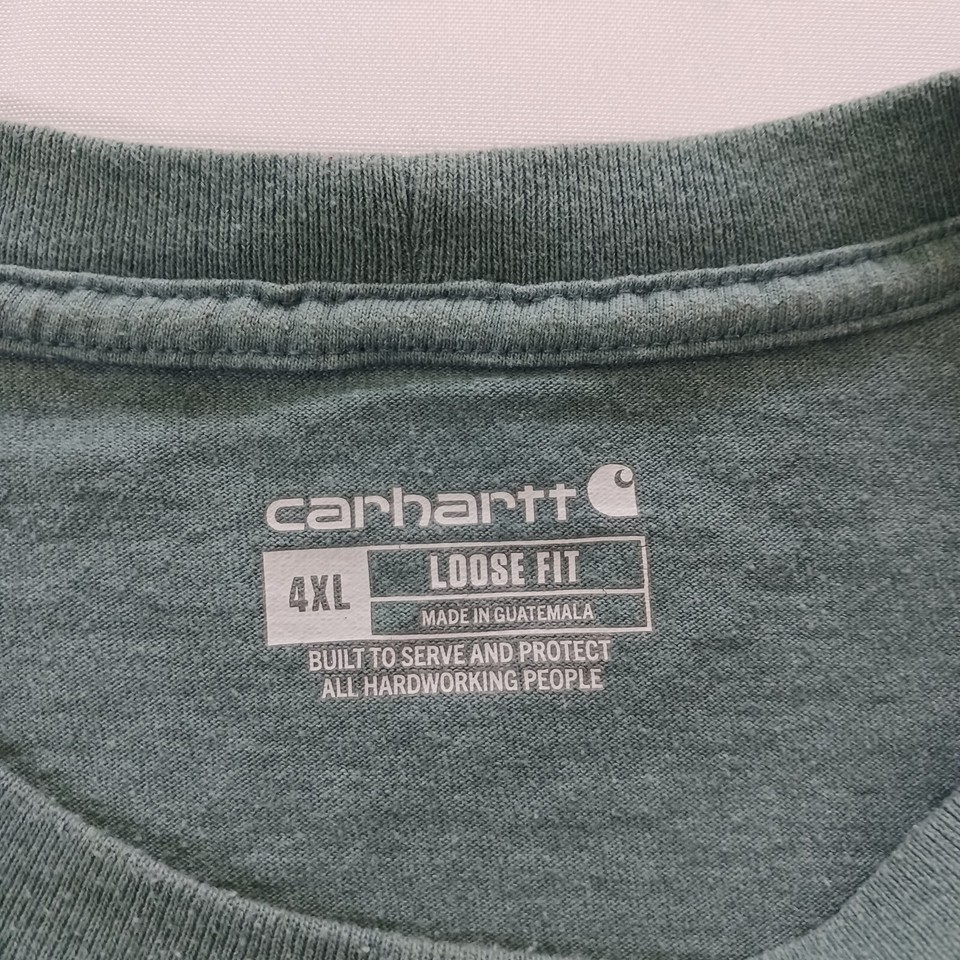 carhartt
4XL
LOOSE FIT
MADE IN GUATEMALA
BUILT TO SERVE AND PROTECT
ALL HARDWORKING PEOPLE